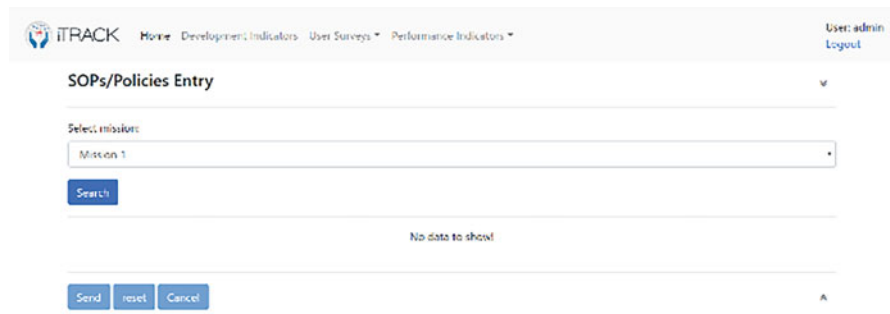 iTRACK Home Development Indicators User Surveys Performance Indicators User: admin
Logout
SOPs/Policies Entry
Select mission:
Mission 1
Search
No data to show!
Send reset Cancel